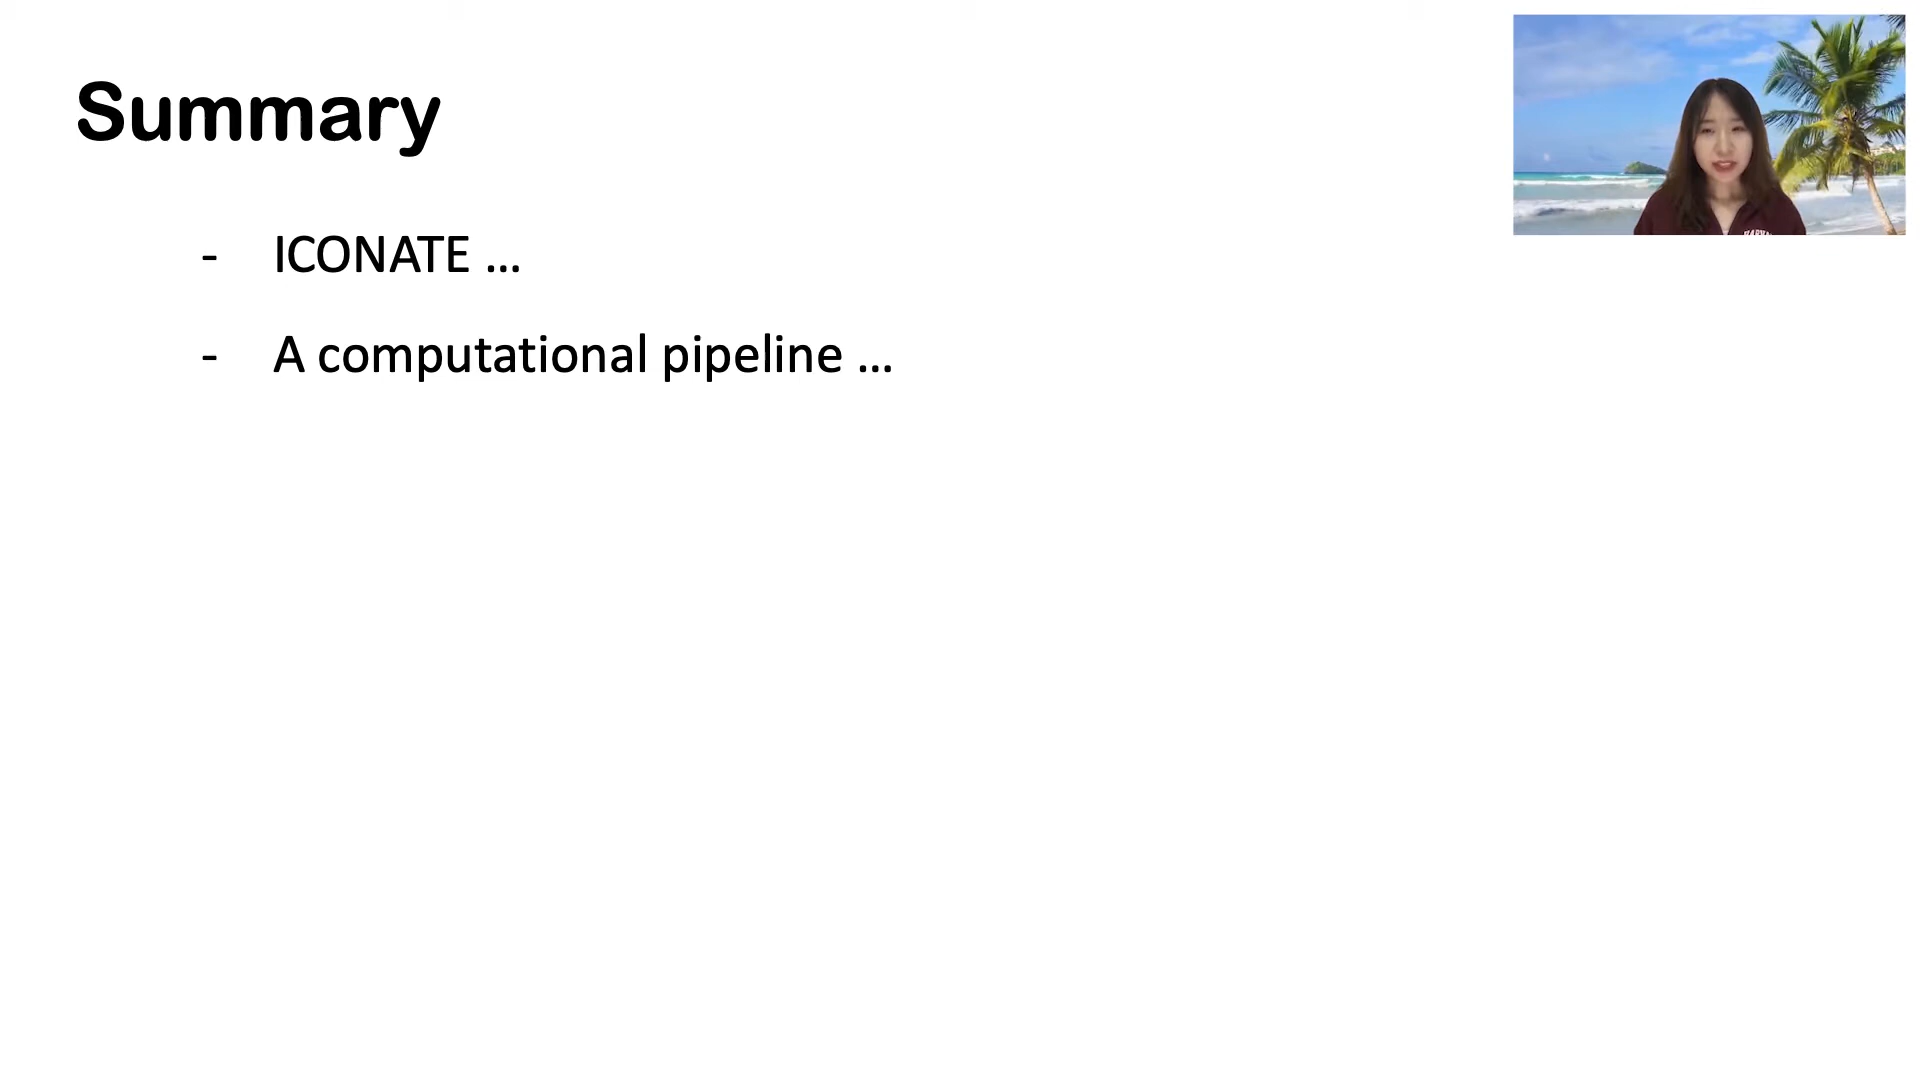 Summary
- ICONATE ...
- A computational pipeline ...